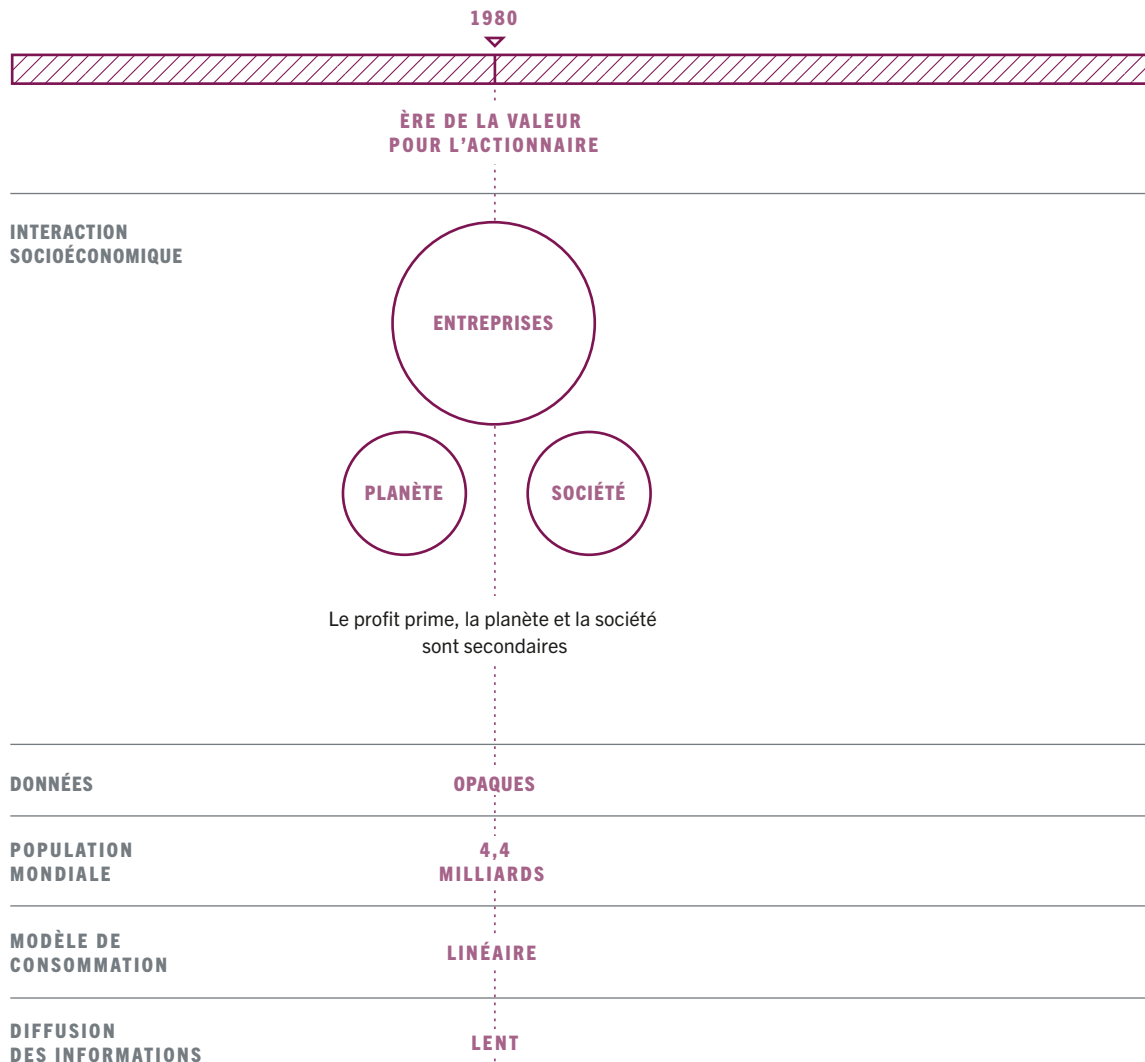 1980
ÈRE DE LA VALEUR
POUR L'ACTIONNAIRE
INTERACTION
SOCIOÉCONOMIQUE
ENTREPRISES
PLANÈTE
SOCIÉTÉ
Le profit prime, la planète et la société
sont secondaires
DONNÉES
OPAQUES
POPULATION
MONDIALE
4,4
MILLIARDS
MODÈLE DE
CONSOMMATION
LINÉAIRE
DIFFUSION
DES INFORMATIONS
LENT